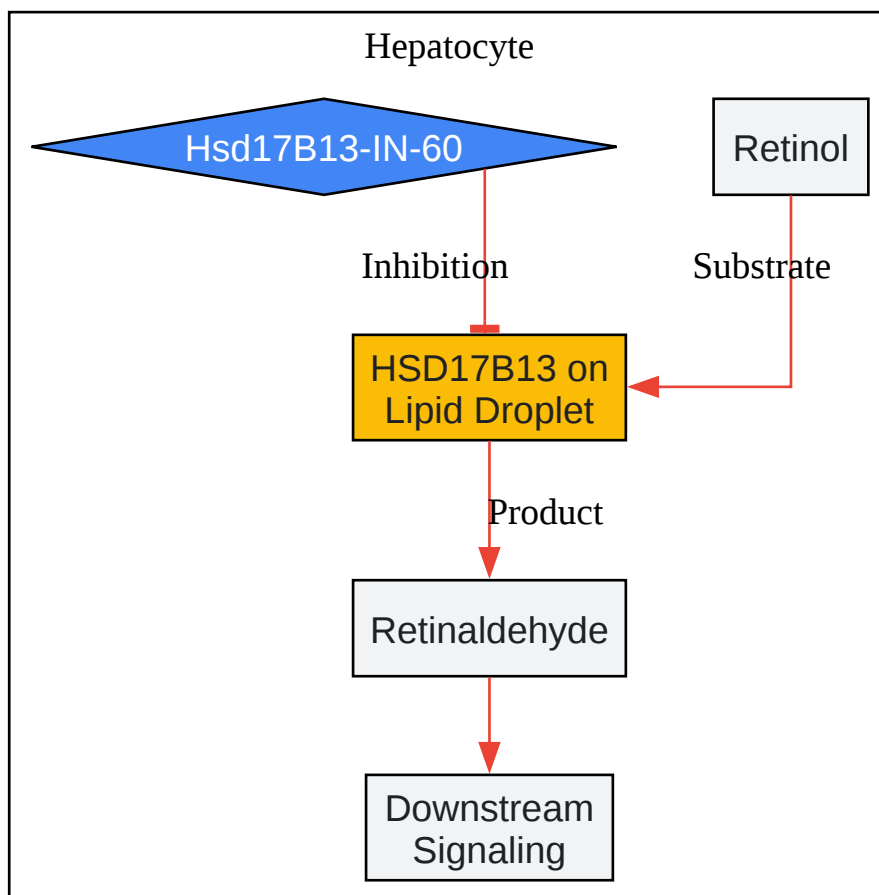 Hepatocyte
Hsd17B13-IN-60
Retinol
Inhibition
Substrate
HSD17B13 on
Lipid Droplet
Product
Retinaldehyde
Downstream
Signaling